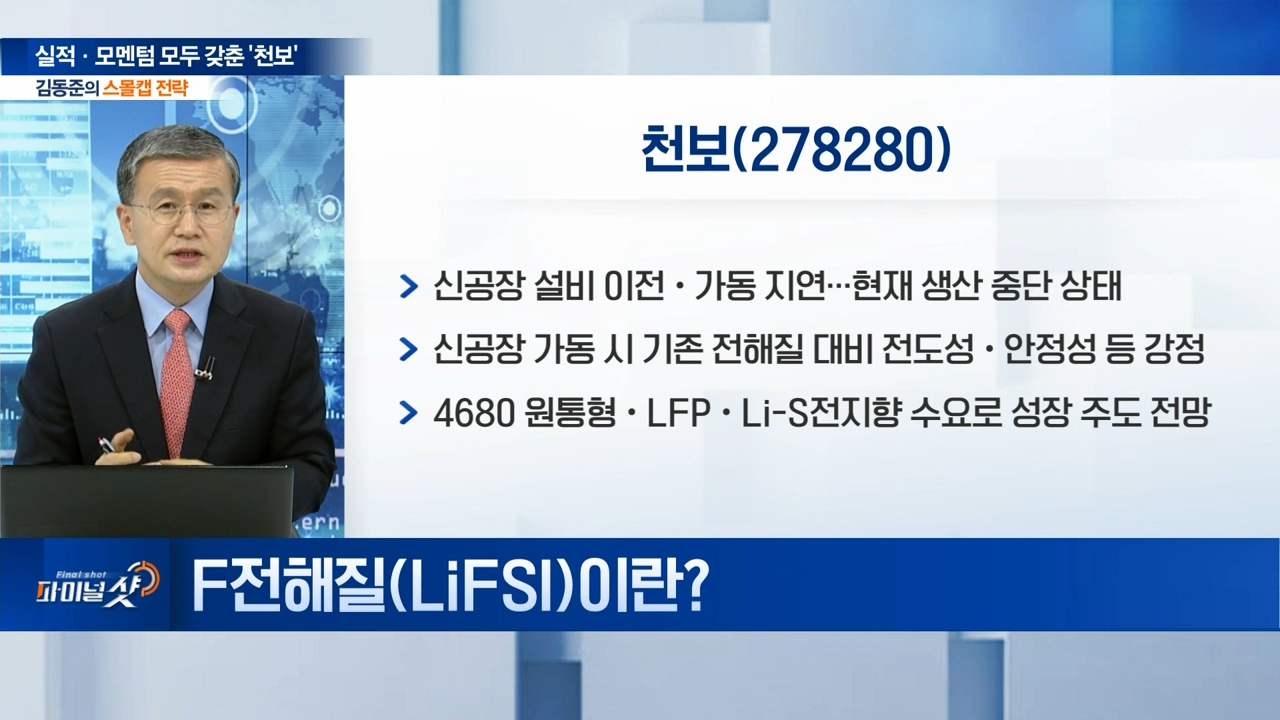 실적 · 모멘텀 모두 갖춘 '천보'
김동준의 스몰캡 전략
천보(278280)
신공장 설비 이전 · 가동 지연…현재 생산 중단 상태
신공장 가동 시 기존 전해질 대비 전도성 · 안정성 등 강점
4680 원통형 · LFP · Li-S전지향 수요로 성장 주도 전망
Final shot
파이널 샷
F전해질(LiFSI)이란?